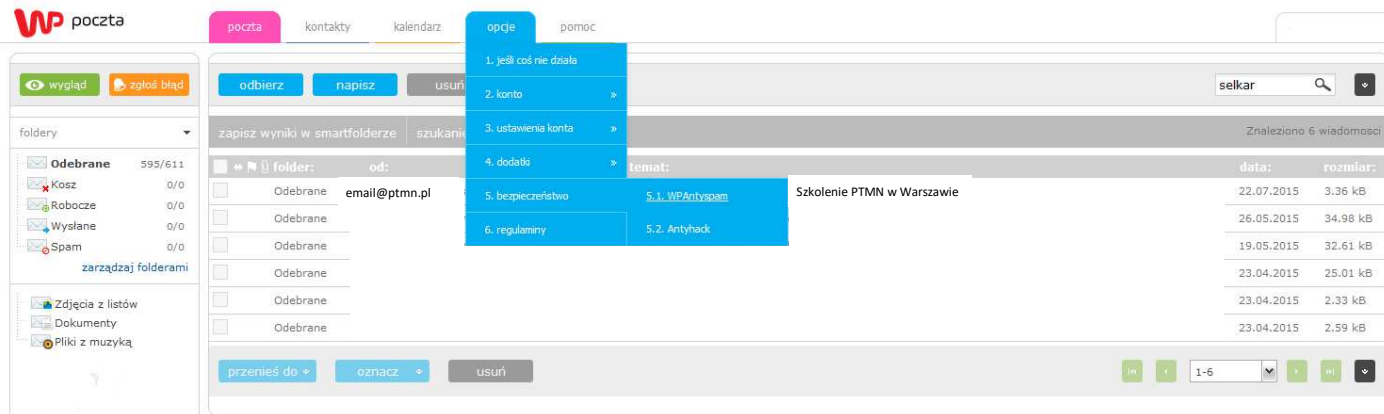 WP poczta
poczta kontakty kalendarz opcje pomoc
1. jeśli coś nie działa
2. konto »
3. ustawienia konta »
4. dodatki »
5. bezpieczeństwo
6. regulaminy
5.1. WPAntyspam
5.2. Antyhack
wygląd zgłoś błąd
odbierz napisz usuń
selkar
foldery
zapisz wyniki w smartfolderze szukanie
Znaleziono 6 wiadomosci
Odebrane 595/611
Kosz 0/0
Robocze 0/0
Wysłane 0/0
Spam 0/0
zarządzaj folderami
Zdjęcia z listów
Dokumenty
Pliki z muzyką
folder: od: temat: data: rozmiar:
Odebrane email@ptmn.pl Szkolenie PTMN w Warszawie 22.07.2015 3.36 kB
Odebrane 26.05.2015 34.98 kB
Odebrane 19.05.2015 32.61 kB
Odebrane 23.04.2015 25.01 kB
Odebrane 23.04.2015 2.33 kB
Odebrane 23.04.2015 2.59 kB
przenieś do oznacz usuń
1-6